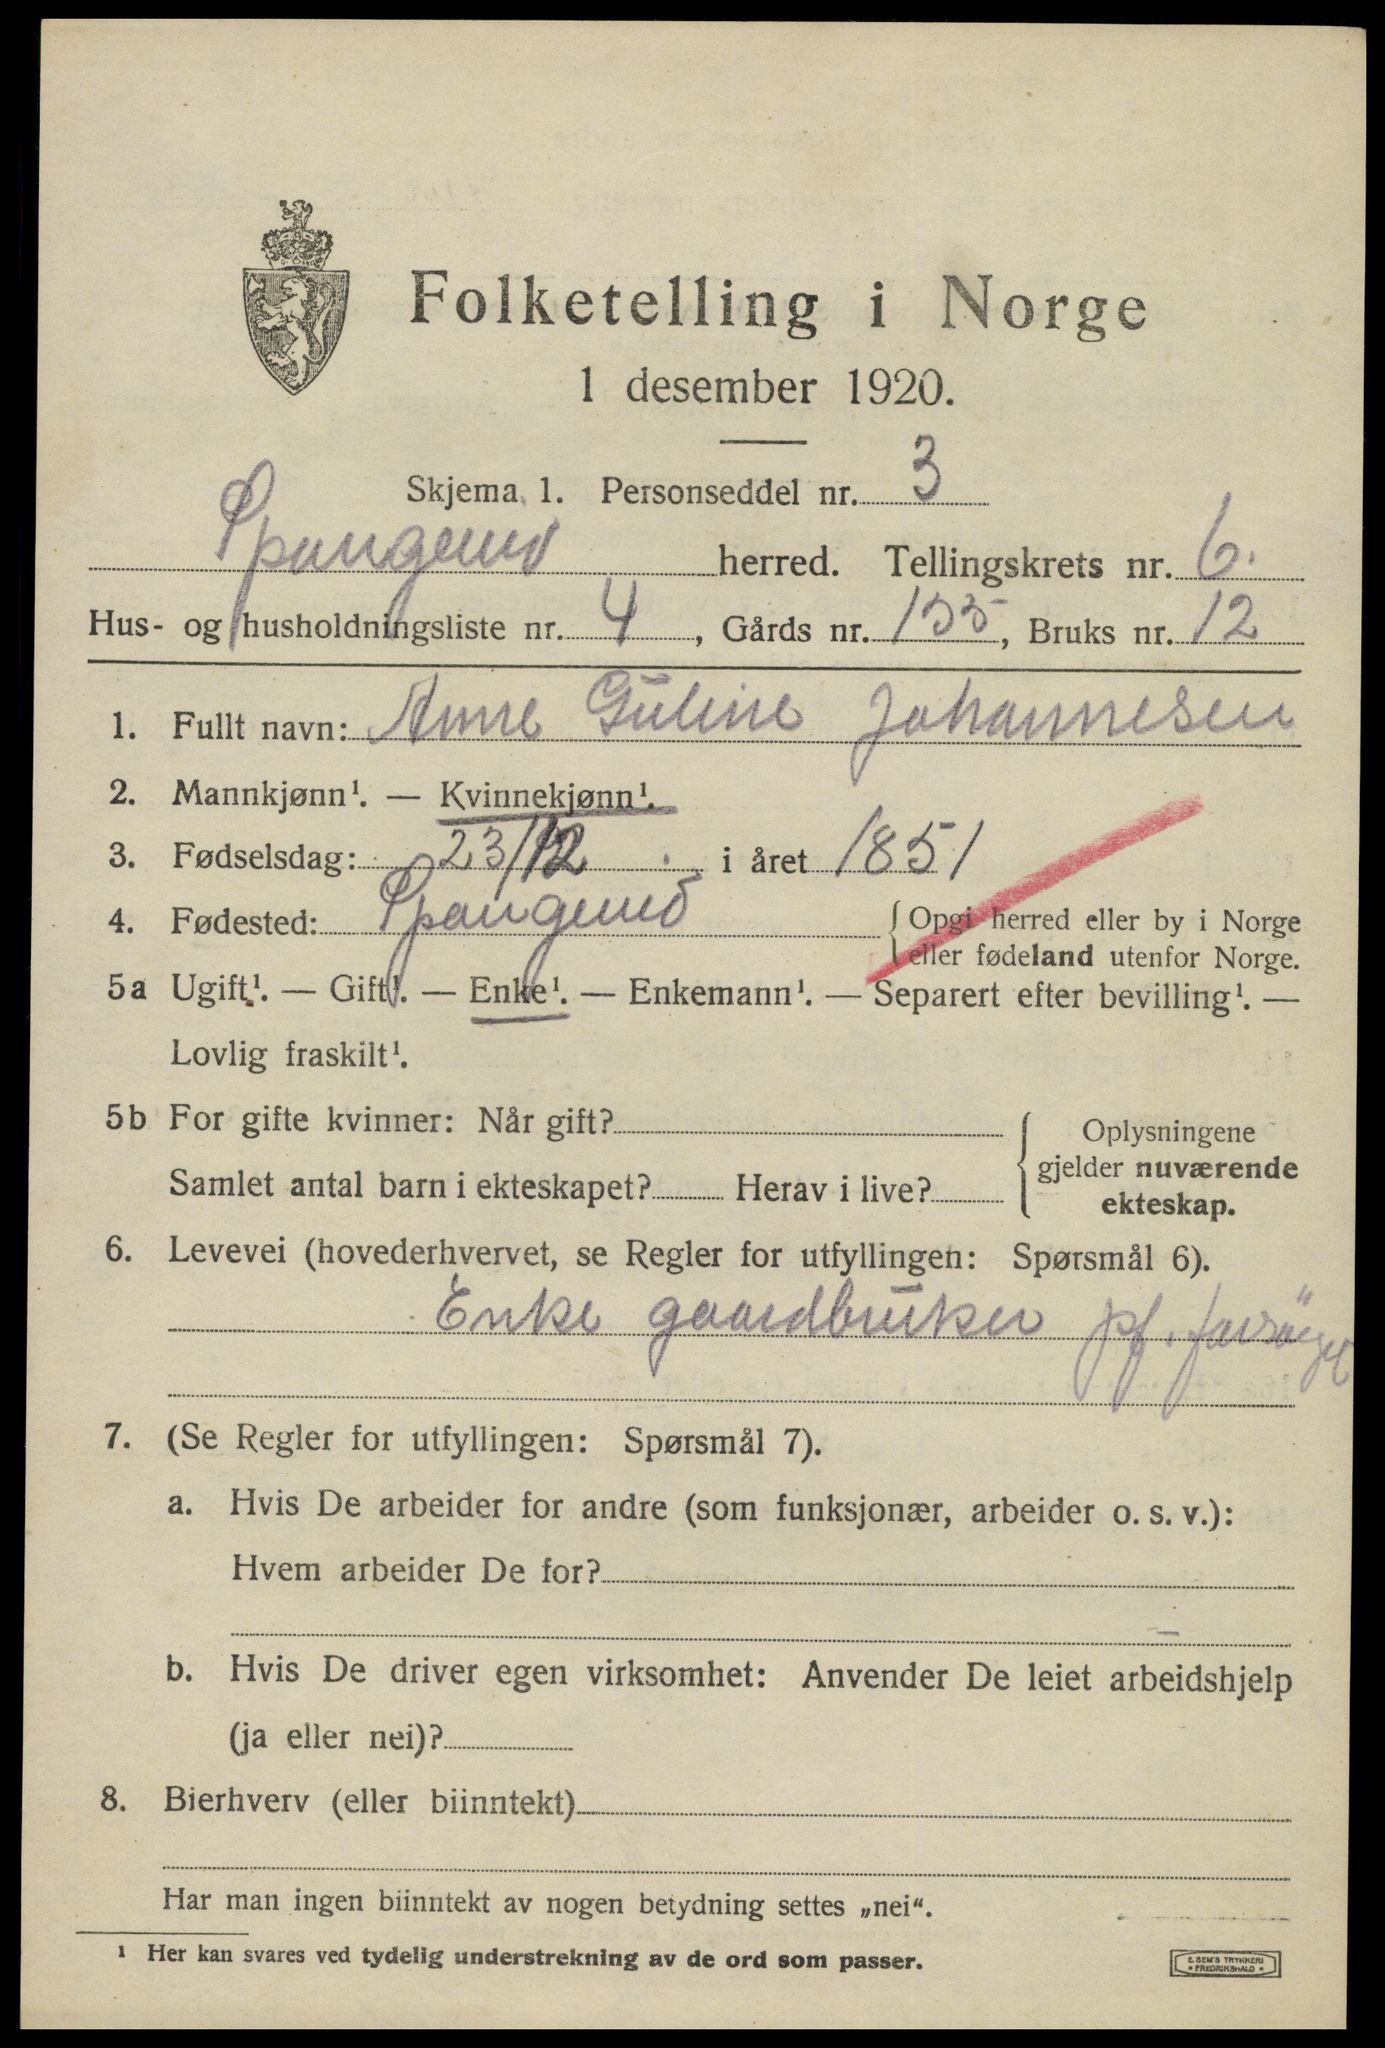 Folketelling i Norge
1 desember 1920.
Skjema 1. Personseddel nr. 3
Spangereid herred. Tellingskrets nr. 6.
Hus- og husholdningsliste nr. 4, Gårds nr. 155, Bruks nr. 12
1. Fullt navn: Anne Guline Johannesen
2. Mannkjønn¹. — Kvinnekjønn¹.
3. Fødselsdag: 23/12 i året 1851
4. Fødested: Spangereid {Opgi herred eller by i Norge
eller fødeland utenfor Norge.
5a Ugift¹. — Gift¹. — Enke¹. — Enkemann¹. — Separert efter bevilling¹. —
Lovlig fraskilt¹.
5b For gifte kvinner: Når gift? {Oplysningene
gjelder nuværende
Samlet antal barn i ekteskapet? Herav i live?
ekteskap.
6. Levevei (hovederhvervet, se Regler for utfyllingen: Spørsmål 6).
Enke gaardbruker pf. forsörget
7. (Se Regler for utfyllingen: Spørsmål 7).
a. Hvis De arbeider for andre (som funksjonær, arbeider o. s. v.):
Hvem arbeider De for?
b. Hvis De driver egen virksomhet: Anvender De leiet arbeidshjelp
(ja eller nei)?
8. Bierhverv (eller biinntekt)
Har man ingen biinntekt av nogen betydning settes „nei“.
¹ Her kan svares ved tydelig understrekning av de ord som passer.
E. SEM'S TRYKKERI
• FREDRIKSHALD •